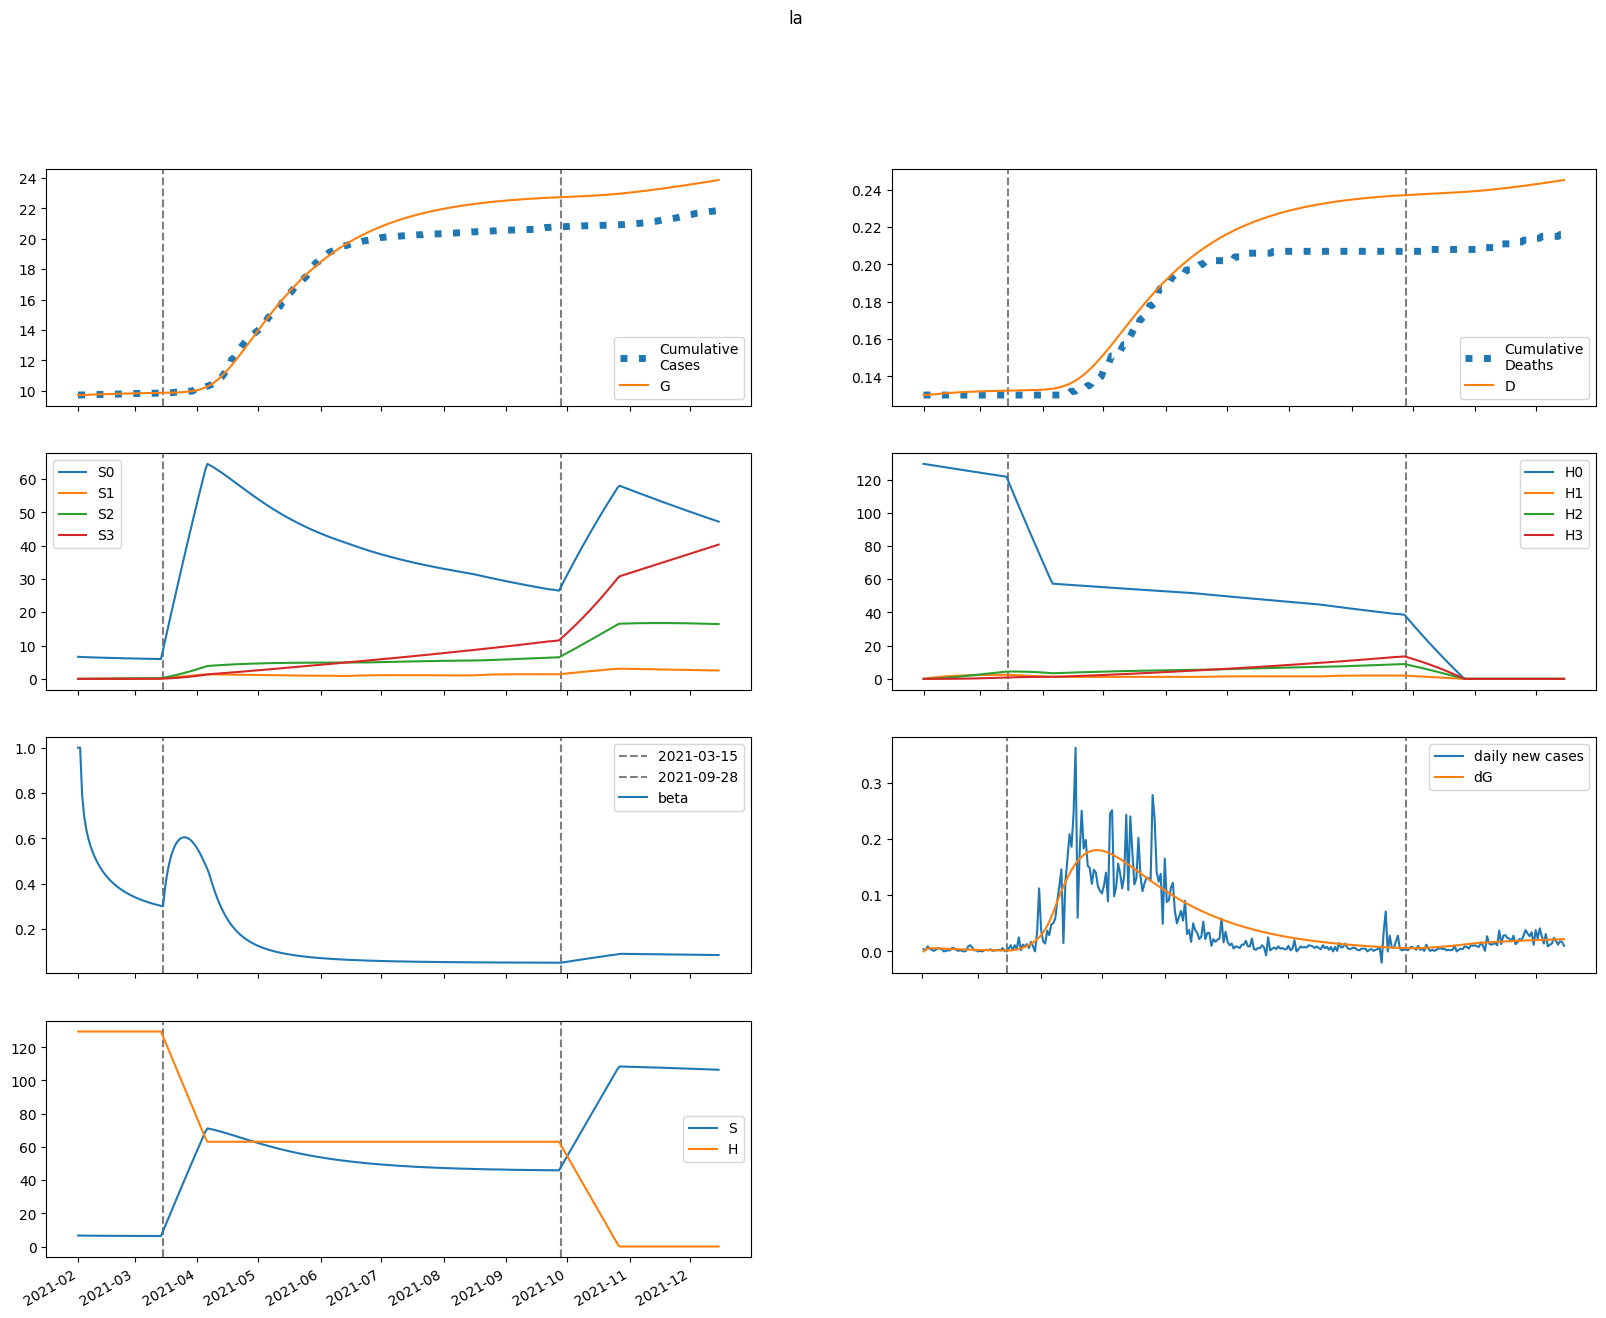 la
24
22
20
18
16
14
12
10
Cumulative
Cases
G
0.24
0.22
0.20
0.18
0.16
0.14
Cumulative
Deaths
D
60
50
40
30
20
10
0
S0
S1
S2
S3
120
100
80
60
40
20
0
H0
H1
H2
H3
1.0
0.8
0.6
0.4
0.2
2021-03-15
2021-09-28
beta
0.3
0.2
0.1
0.0
daily new cases
dG
120
100
80
60
40
20
0
S
H
2021-02
2021-03
2021-04
2021-05
2021-06
2021-07
2021-08
2021-09
2021-10
2021-11
2021-12